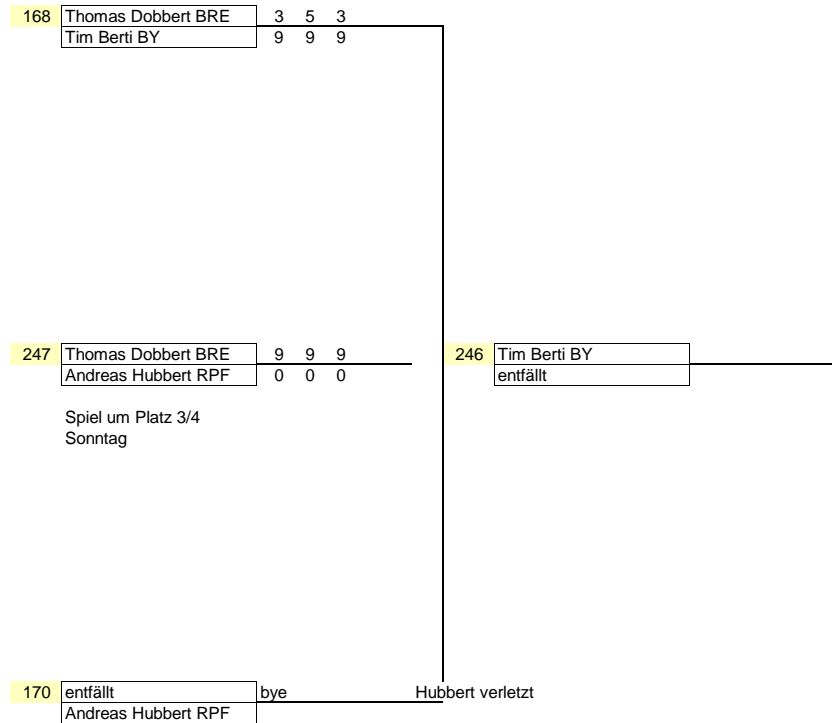 168 Thomas Dobbert BRE 3 5 3
Tim Berti BY 9 9 9
247 Thomas Dobbert BRE 9 9 9
Andreas Hubbert RPF 0 0 0
246 Tim Berti BY
entfällt
Spiel um Platz 3/4
Sonntag
170 entfällt bye Hubbert verletzt
Andreas Hubbert RPF